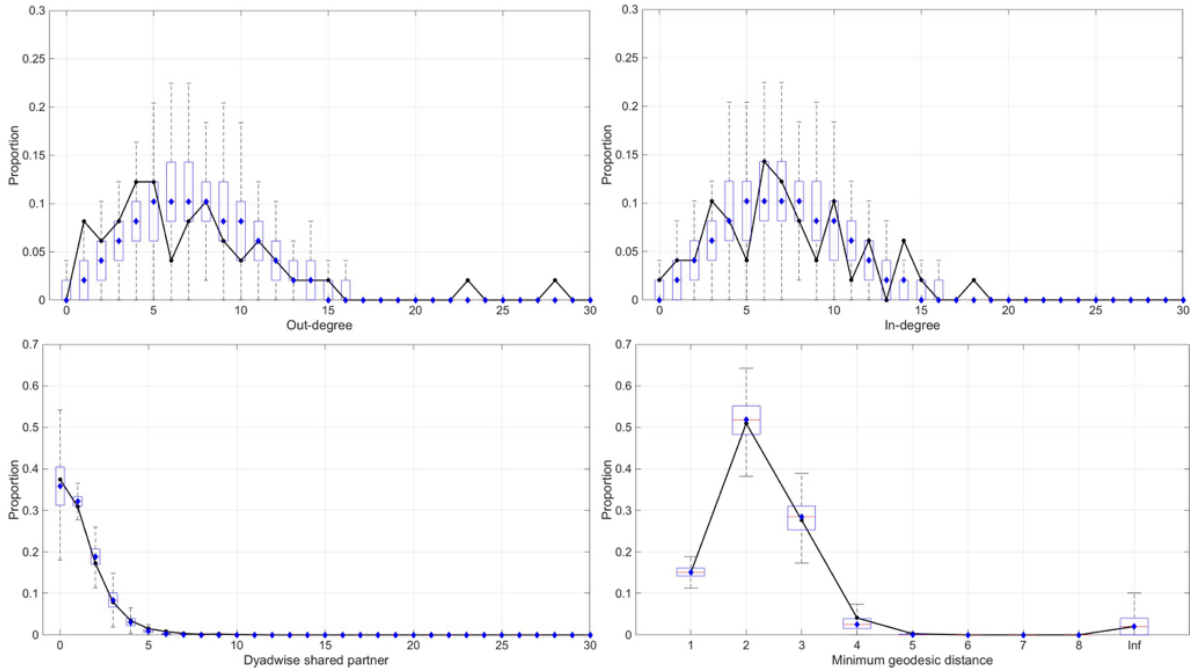 0.3
0.25
0.2
0.15
0.1
0.05
0
Proportion
0 5 10 15 20 25 30
Out-degree
0.3
0.25
0.2
0.15
0.1
0.05
0
Proportion
0 5 10 15 20 25 30
In-degree
0.7
0.6
0.5
0.4
0.3
0.2
0.1
0
Proportion
0 5 10 15 20 25 30
Dyadwise shared partner
0.7
0.6
0.5
0.4
0.3
0.2
0.1
0
Proportion
1 2 3 4 5 6 7 8 Inf
Minimum geodesic distance